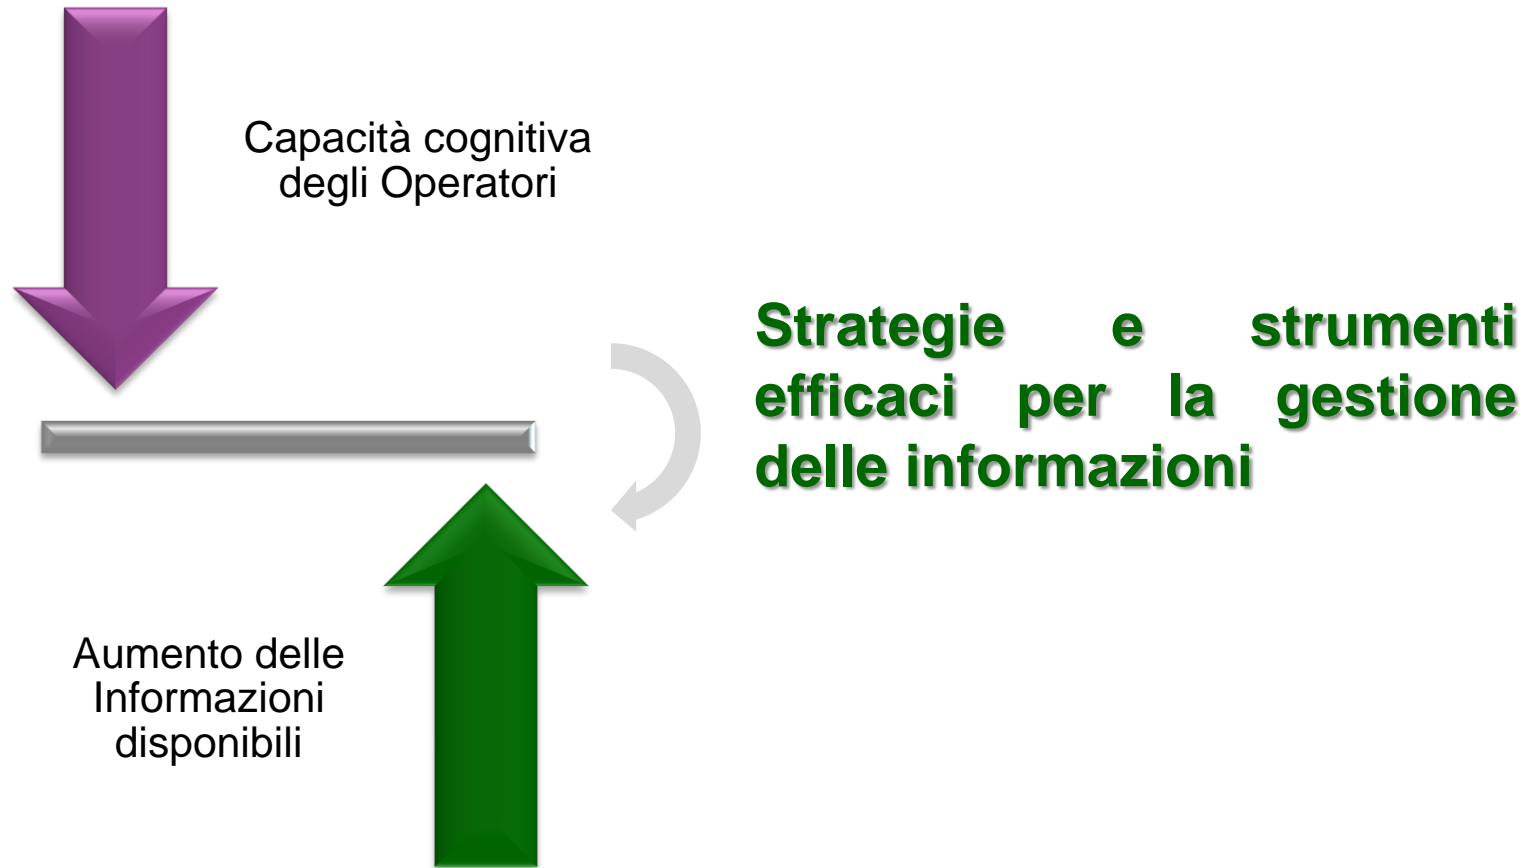 Capacità cognitiva
degli Operatori
Strategie e strumenti
efficaci per la gestione
delle informazioni
Aumento delle
Informazioni
disponibili